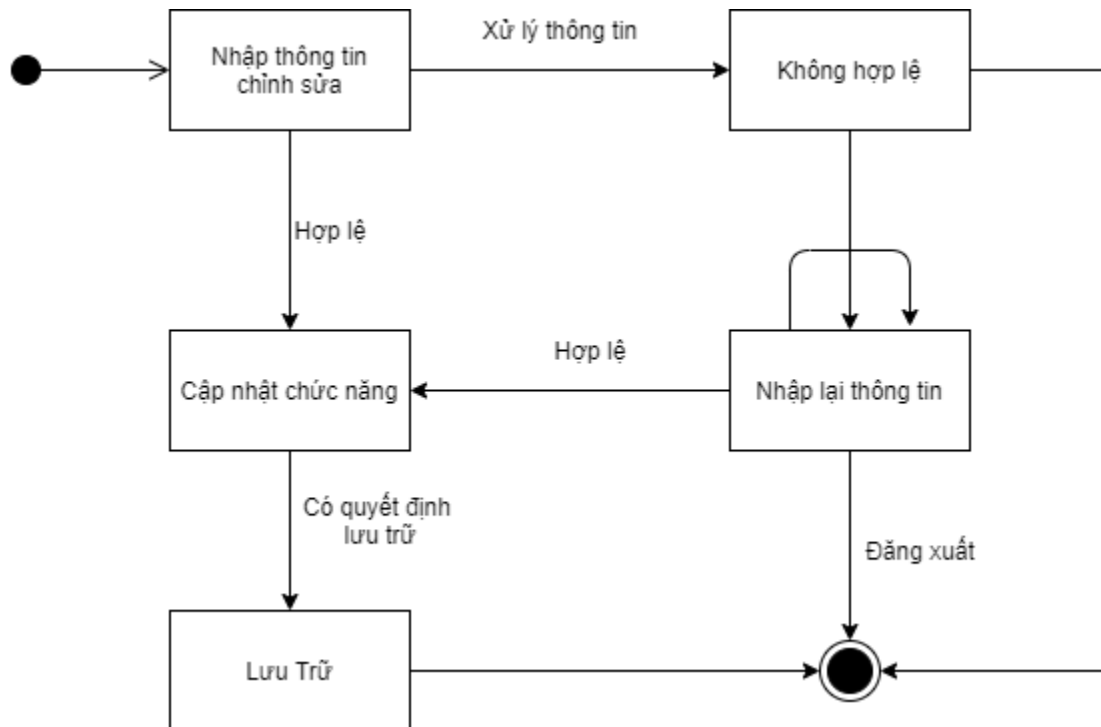 Xử lý thông tin
Nhập thông tin
chỉnh sửa
Không hợp lệ
Hợp lệ
Hợp lệ
Cập nhật chức năng
Nhập lại thông tin
Có quyết định
lưu trữ
Đăng xuất
Lưu Trữ